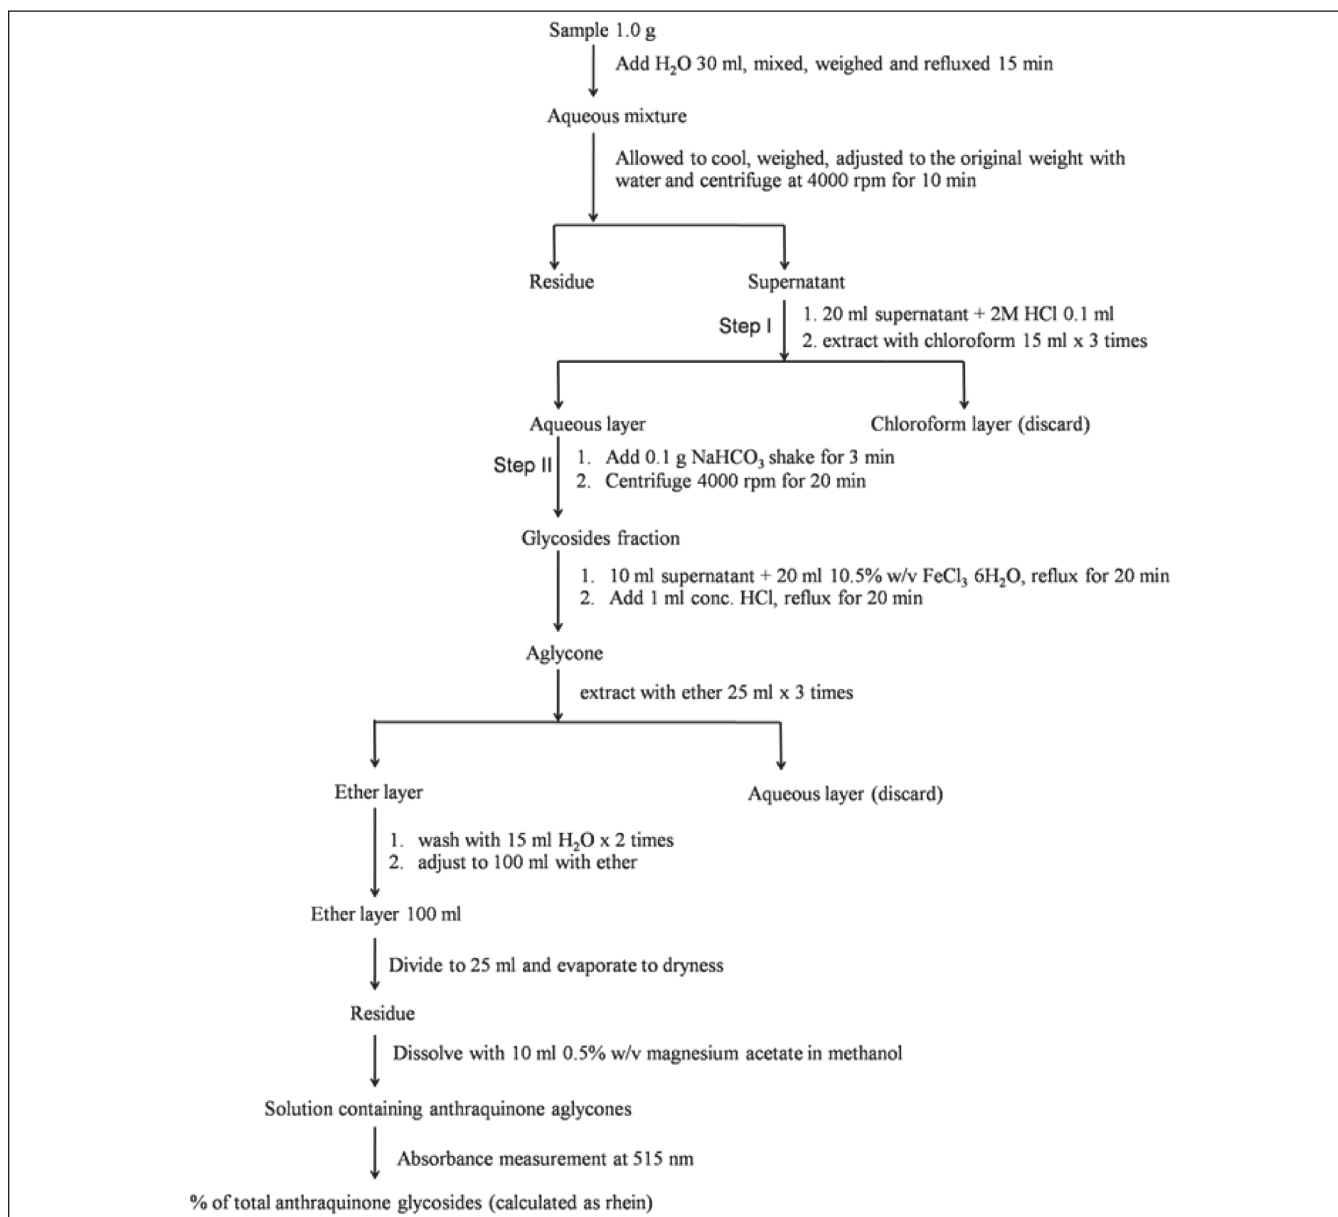 Sample 1.0 g
Add H₂O 30 ml, mixed, weighed and refluxed 15 min
Aqueous mixture
Allowed to cool, weighed, adjusted to the original weight with
water and centrifuge at 4000 rpm for 10 min
Residue
Supernatant
Step I
1. 20 ml supernatant + 2M HCl 0.1 ml
2. extract with chloroform 15 ml x 3 times
Aqueous layer
Chloroform layer (discard)
Step II
1. Add 0.1 g NaHCO₃ shake for 3 min
2. Centrifuge 4000 rpm for 20 min
Glycosides fraction
1. 10 ml supernatant + 20 ml 10.5% w/v FeCl₃ 6H₂O, reflux for 20 min
2. Add 1 ml conc. HCl, reflux for 20 min
Aglycone
extract with ether 25 ml x 3 times
Ether layer
Aqueous layer (discard)
1. wash with 15 ml H₂O x 2 times
2. adjust to 100 ml with ether
Ether layer 100 ml
Divide to 25 ml and evaporate to dryness
Residue
Dissolve with 10 ml 0.5% w/v magnesium acetate in methanol
Solution containing anthraquinone aglycones
Absorbance measurement at 515 nm
% of total anthraquinone glycosides (calculated as rhein)